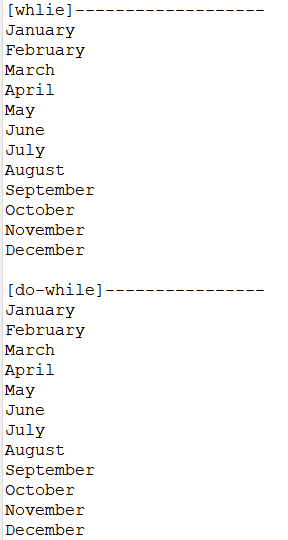 [whlie]-------------------
January
February
March
April
May
June
July
August
September
October
November
December
[do-while]----------------
January
February
March
April
May
June
July
August
September
October
November
December